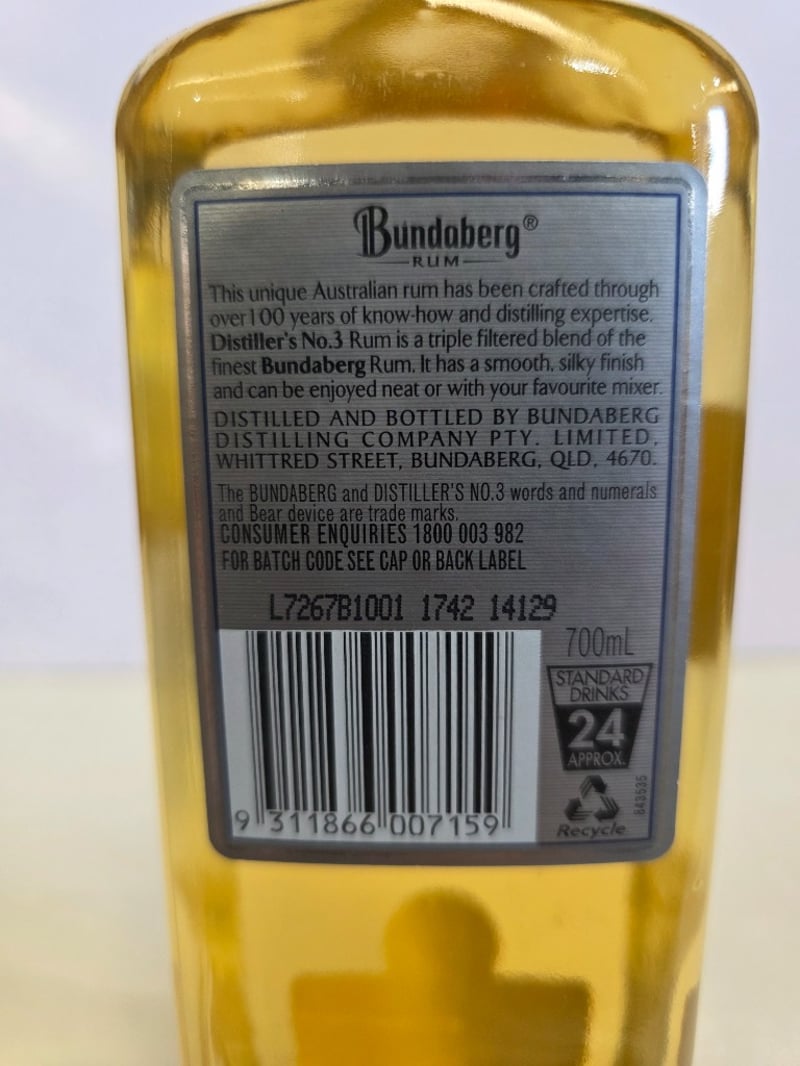 Bundaberg®
RUM
This unique Australian rum has been crafted through
over 100 years of know-how and distilling expertise.
Distiller's No.3 Rum is a triple filtered blend of the
finest Bundaberg Rum. It has a smooth, silky finish
and can be enjoyed neat or with your favourite mixer.
DISTILLED AND BOTTLED BY BUNDABERG
DISTILLING COMPANY PTY. LIMITED,
WHITTRED STREET, BUNDABERG, QLD, 4670.
The BUNDABERG and DISTILLER'S NO.3 words and numerals
and Bear device are trade marks.
CONSUMER ENQUIRIES 1800 003 982
FOR BATCH CODE SEE CAP OR BACK LABEL
L7267B1001 1742 14129
700mL
STANDARD
DRINKS
24
APPROX.
Recycle
843535
9 311866 007159